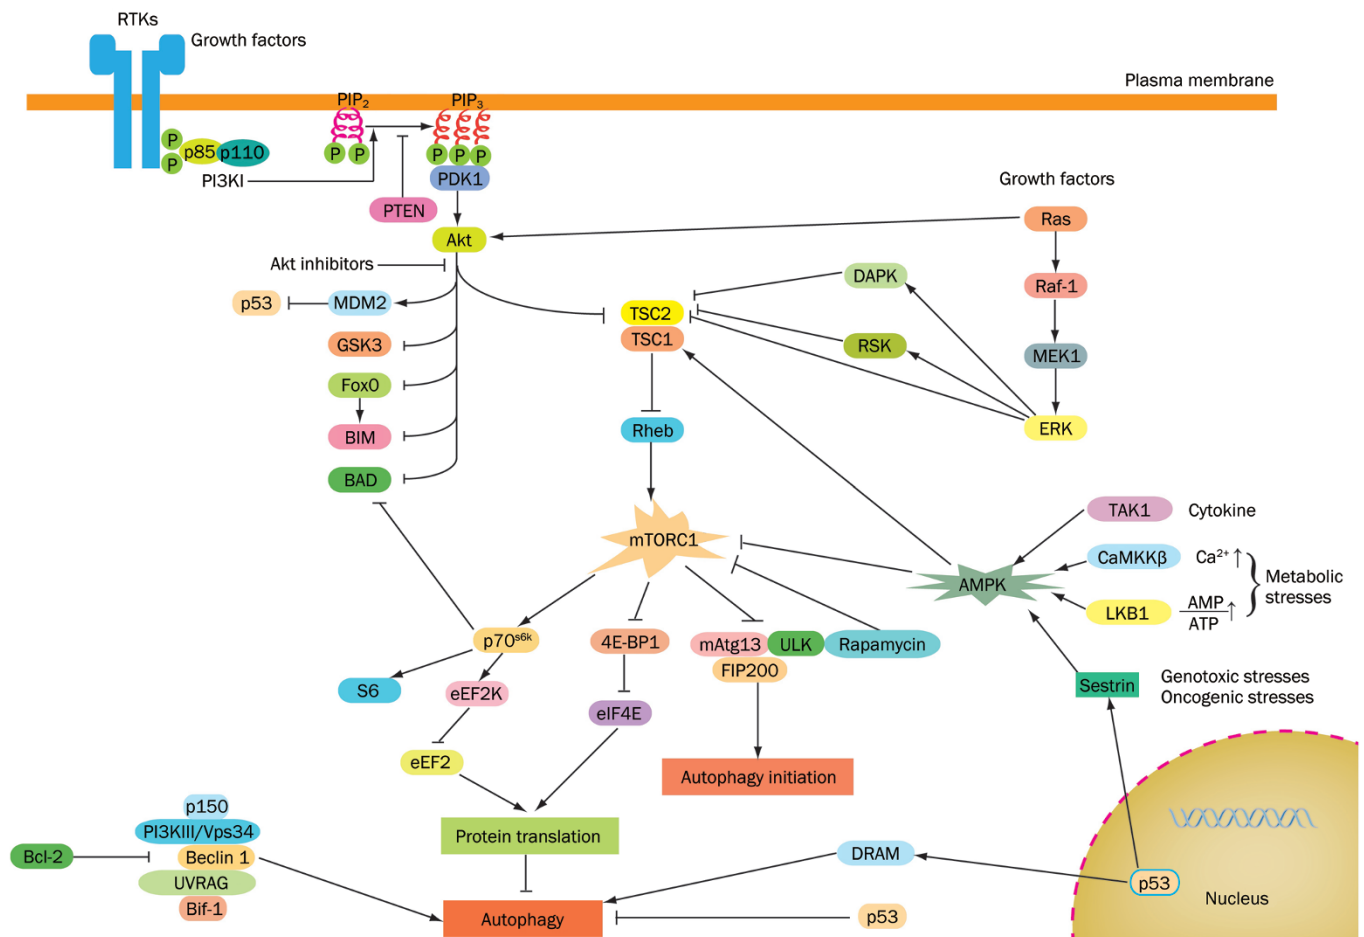 RTKs
Growth factors
Plasma membrane
PIP₂
PIP₃
P
P
p85
p110
P
P
P
P
P
PI3KI
PDK1
PTEN
Growth factors
Ras
Akt
Akt inhibitors
DAPK
Raf-1
p53
MDM2
TSC2
TSC1
GSK3
RSK
MEK1
FoxO
BIM
Rheb
ERK
BAD
TAK1
Cytokine
mTORC1
CaMKKβ
Ca²⁺ ↑
AMPK
Metabolic
stresses
LKB1
AMP
ATP
↑
p70ˢ⁶ᵏ
4E-BP1
mAtg13
ULK
Rapamycin
FIP200
S6
eEF2K
eIF4E
Sestrin
Genotoxic stresses
Oncogenic stresses
eEF2
Autophagy initiation
p150
PI3KIII/Vps34
Protein translation
Bcl-2
Beclin 1
DRAM
UVRAG
p53
Bif-1
Nucleus
Autophagy
p53